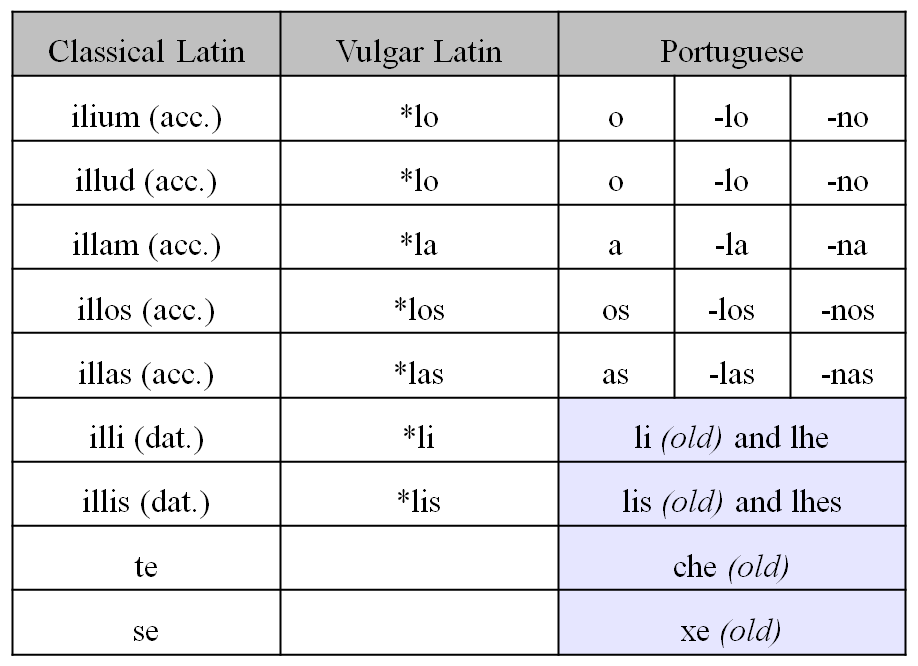 Classical Latin Vulgar Latin Portuguese
ilium (acc.) *lo o -lo -no
illud (acc.) *lo o -lo -no
illam (acc.) *la a -la -na
illos (acc.) *los os -los -nos
illas (acc.) *las as -las -nas
illi (dat.) *li li (old) and lhe
illis (dat.) *lis lis (old) and lhes
te che (old)
se xe (old)